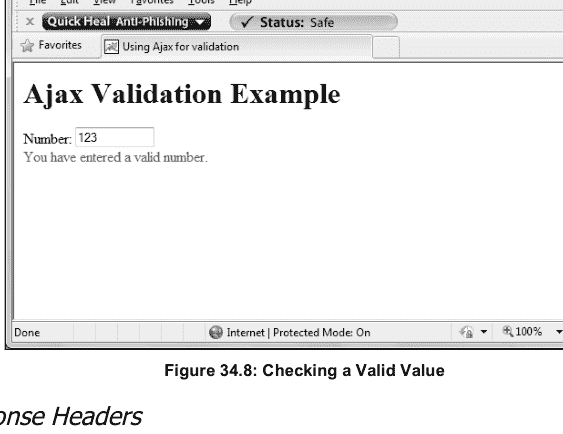 File Edit View Favorites Tools Help
x Quick Heal Anti-Phishing Status: Safe
Favorites Using Ajax for validation
Ajax Validation Example
Number: 123
You have entered a valid number.
Done Internet | Protected Mode: On 100%
Figure 34.8: Checking a Valid Value
onse Headers